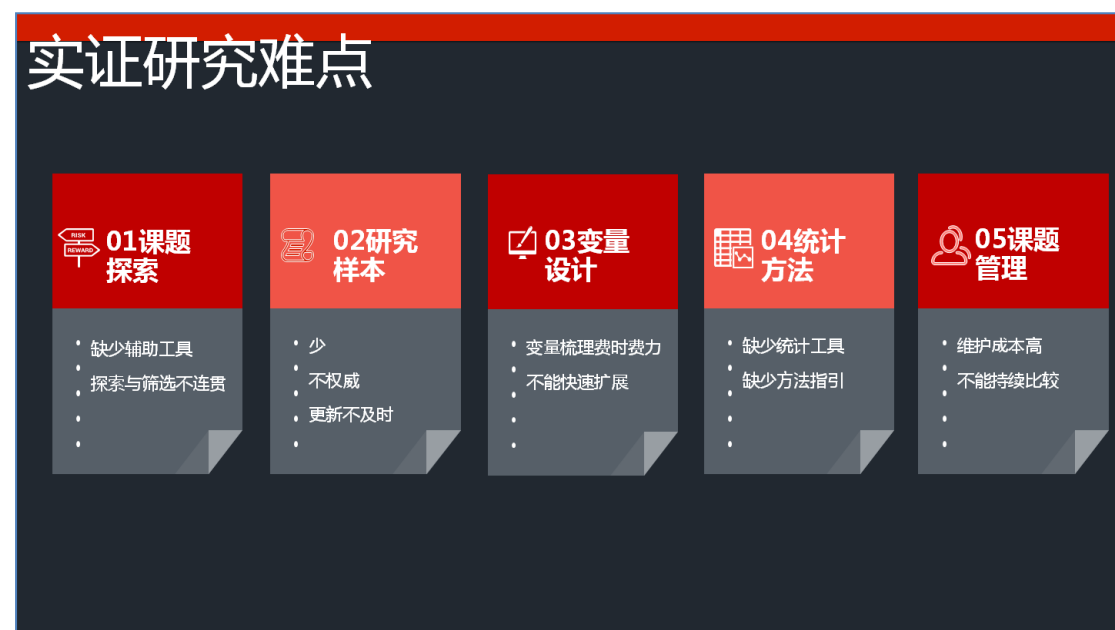 实证研究难点
RISK
REWARD
01课题
探索
缺少辅助工具
探索与筛选不连贯
02研究
样本
少
不权威
更新不及时
03变量
设计
变量梳理费时费力
不能快速扩展
04统计
方法
缺少统计工具
缺少方法指引
05课题
管理
维护成本高
不能持续比较